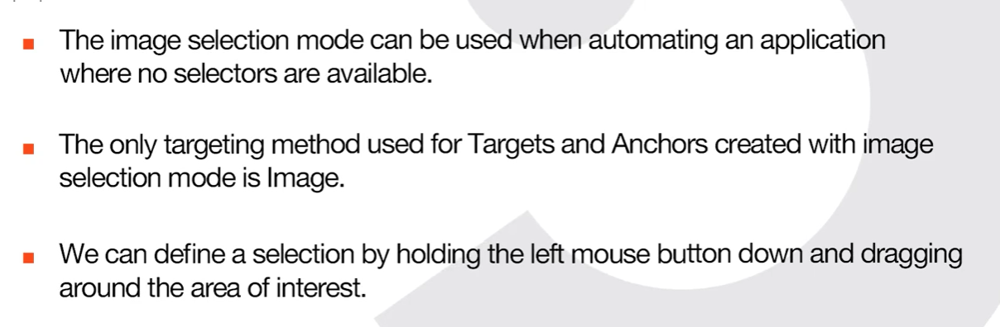 The image selection mode can be used when automating an application
where no selectors are available.
The only targeting method used for Targets and Anchors created with image
selection mode is Image.
We can define a selection by holding the left mouse button down and dragging
around the area of interest.